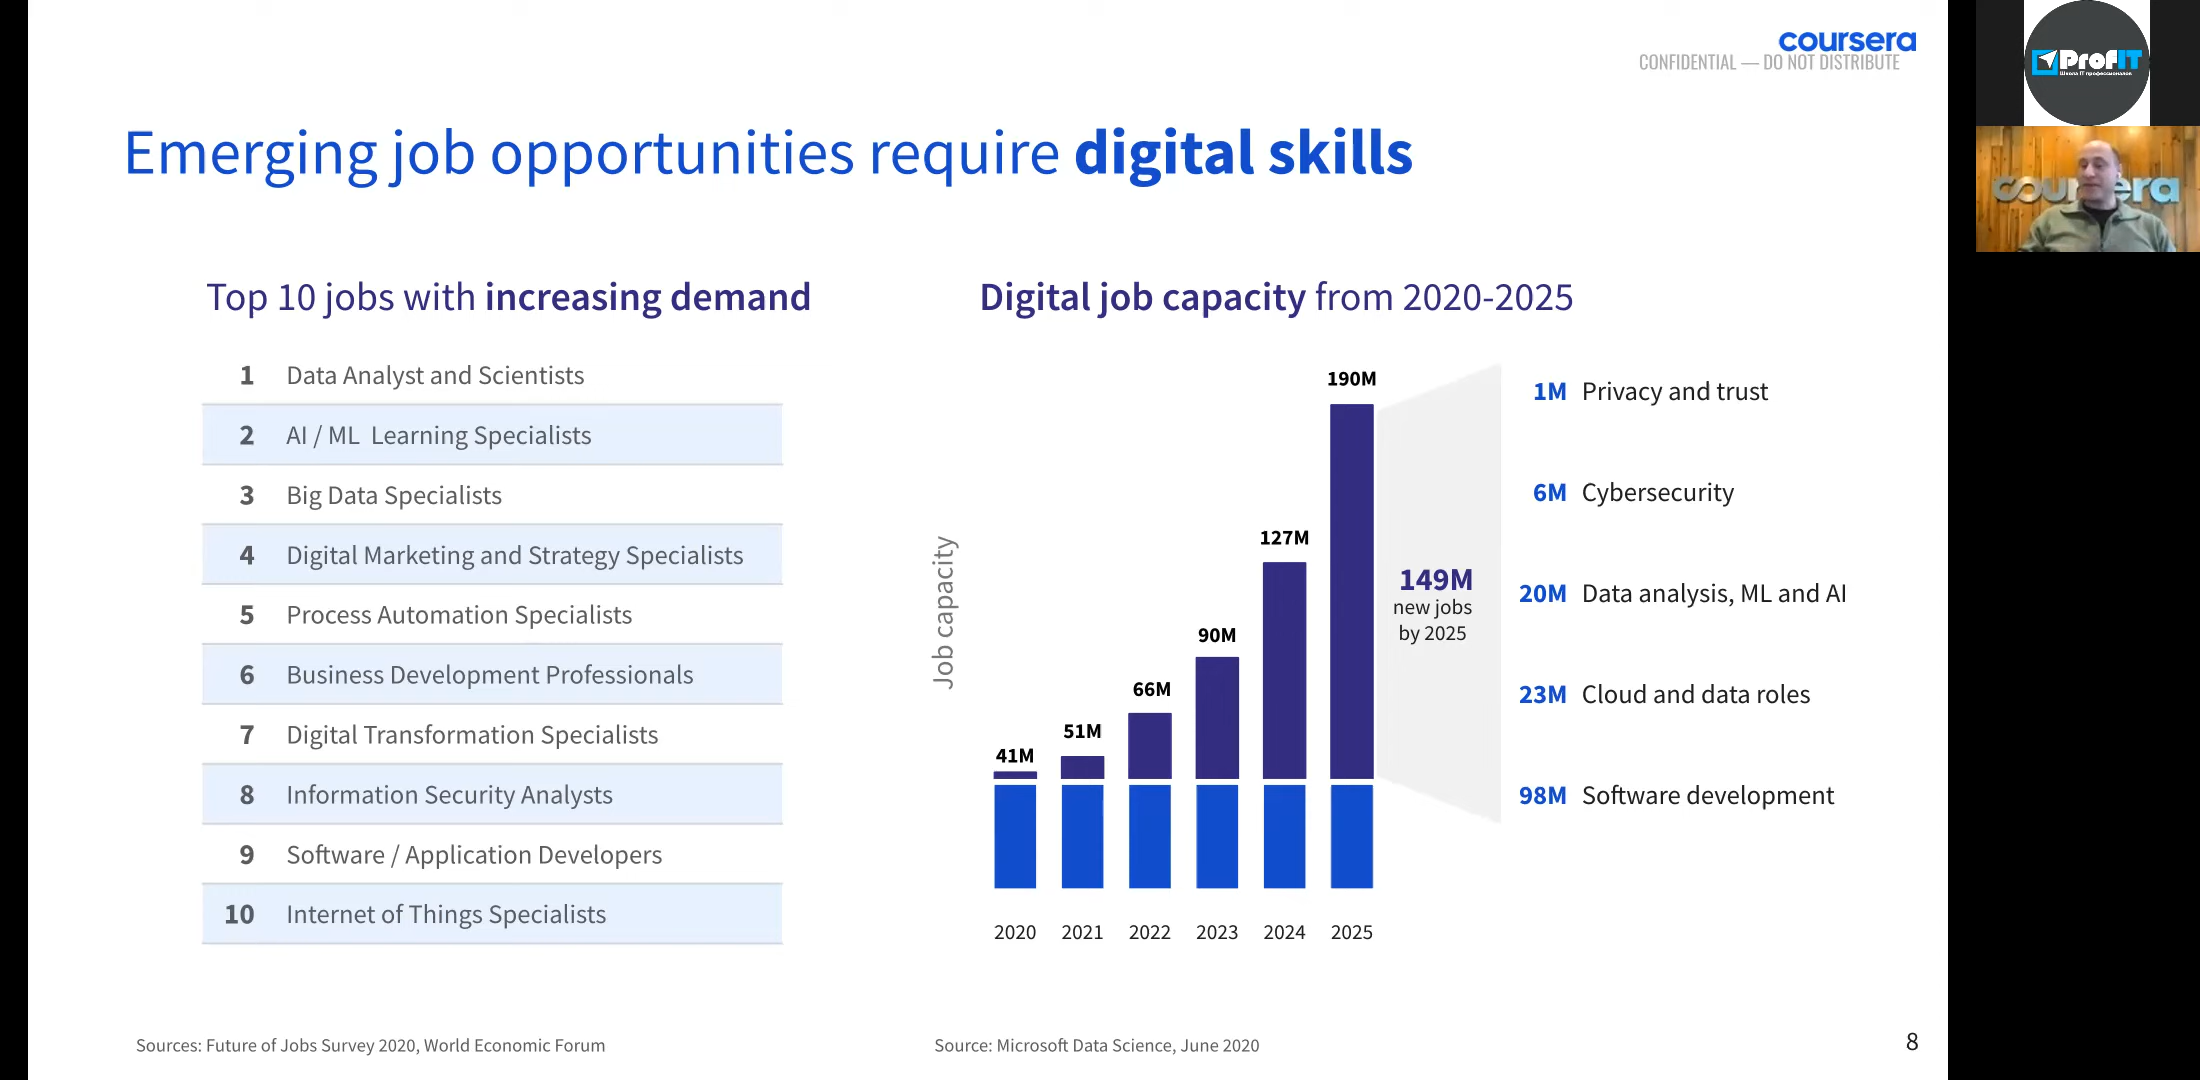 coursera
CONFIDENTIAL — DO NOT DISTRIBUTE
Emerging job opportunities require digital skills
Top 10 jobs with increasing demand
1 Data Analyst and Scientists
2 AI / ML Learning Specialists
3 Big Data Specialists
4 Digital Marketing and Strategy Specialists
5 Process Automation Specialists
6 Business Development Professionals
7 Digital Transformation Specialists
8 Information Security Analysts
9 Software / Application Developers
10 Internet of Things Specialists
Sources: Future of Jobs Survey 2020, World Economic Forum
Digital job capacity from 2020-2025
Job capacity
41M
51M
66M
90M
127M
190M
2020 2021 2022 2023 2024 2025
149M
new jobs
by 2025
1M Privacy and trust
6M Cybersecurity
20M Data analysis, ML and AI
23M Cloud and data roles
98M Software development
Source: Microsoft Data Science, June 2020
8
ProfIT
Школа IT профессионалов
coursera